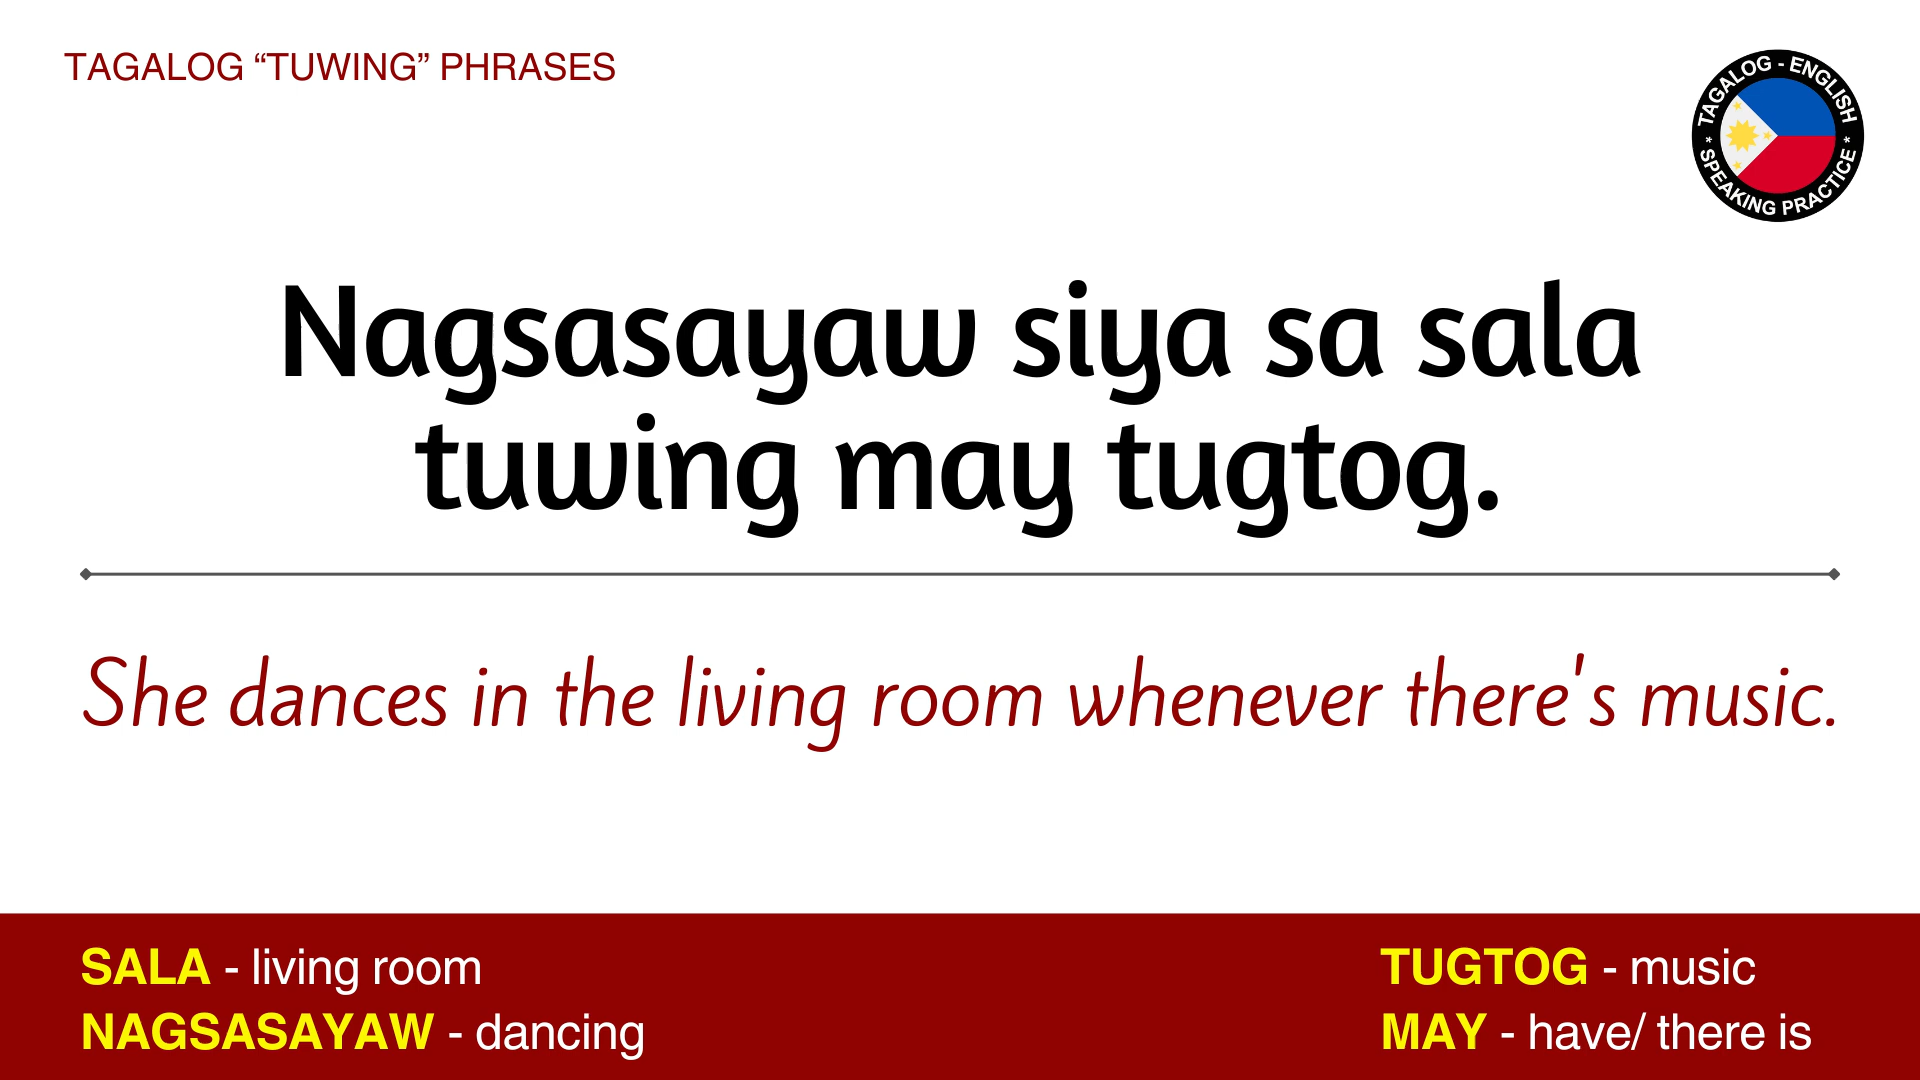 TAGALOG “TUWING” PHRASES
TAGALOG - ENGLISH
* SPEAKING PRACTICE *
Nagsasayaw siya sa sala
tuwing may tugtog.
She dances in the living room whenever there's music.
SALA - living room
NAGSASAYAW - dancing
TUGTOG - music
MAY - have/ there is